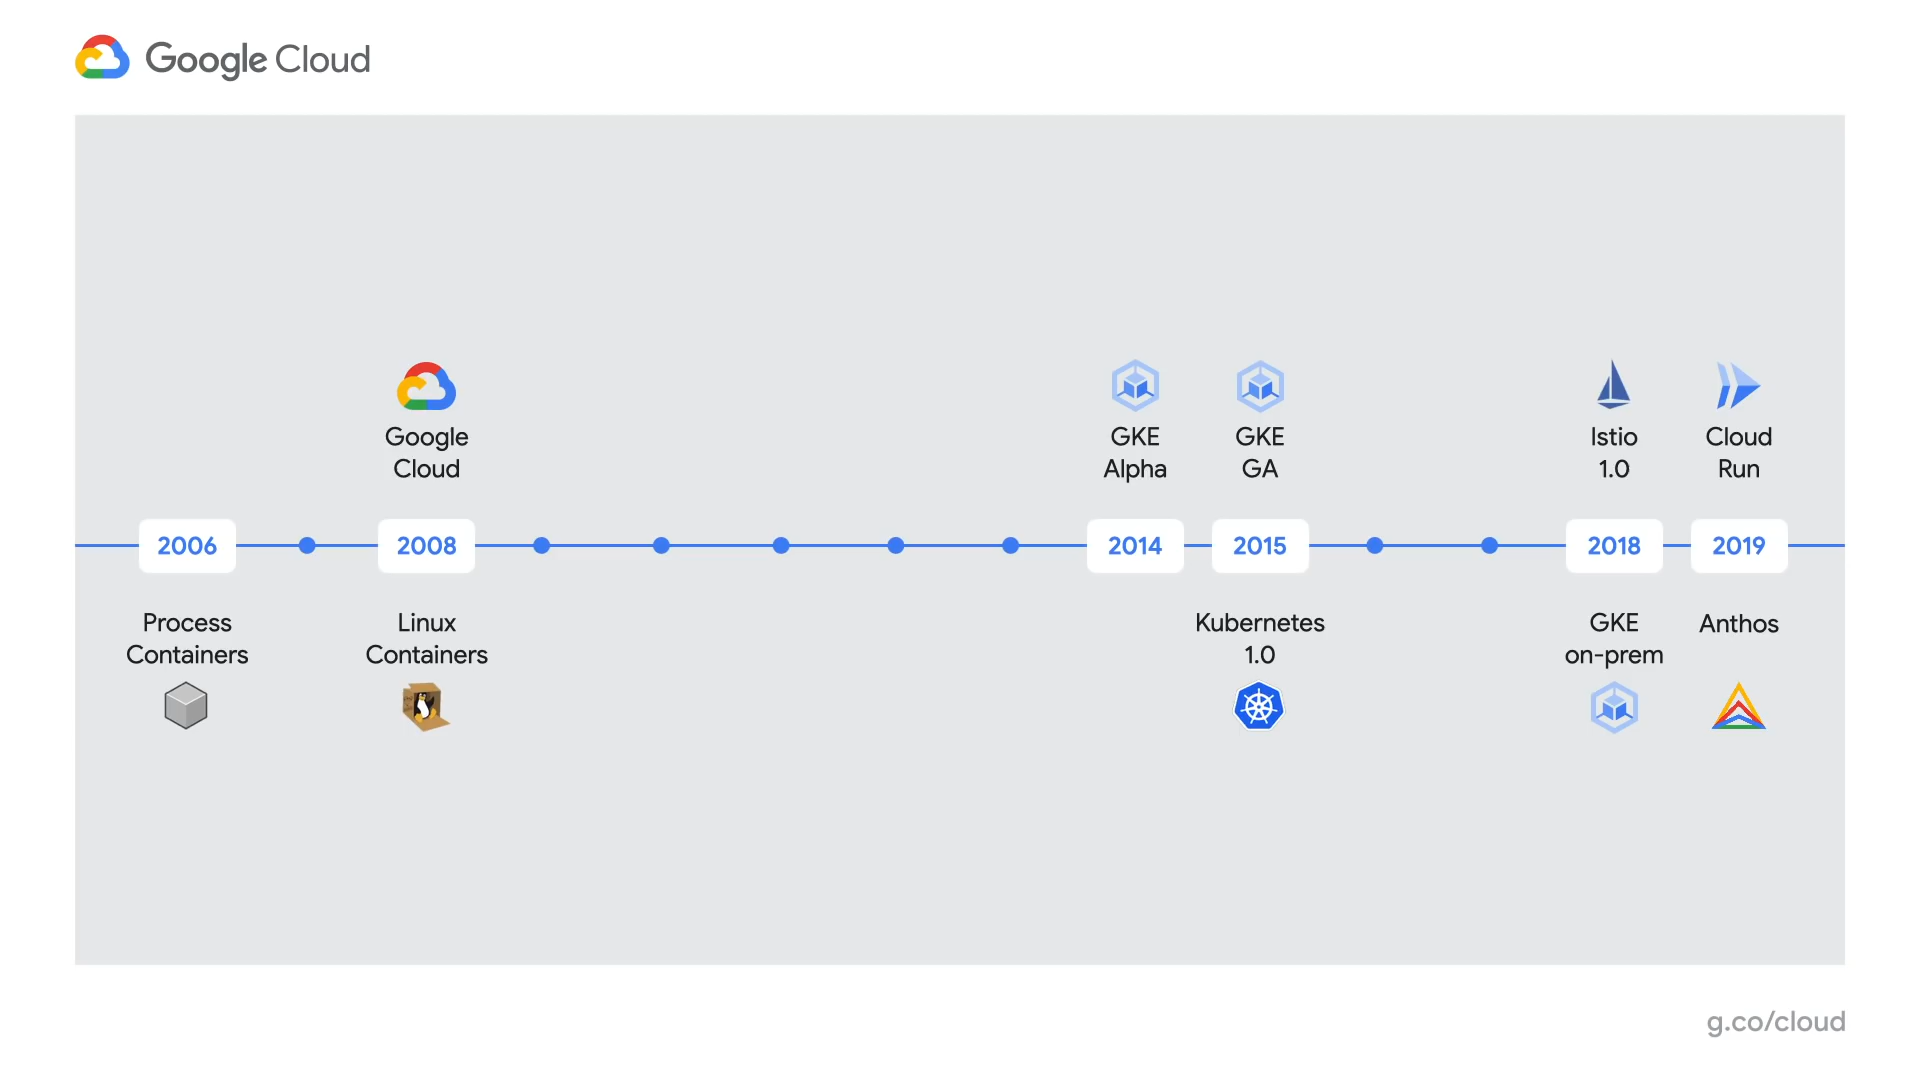 Google Cloud
Google
Cloud
GKE
Alpha
GKE
GA
Istio
1.0
Cloud
Run
2006
2008
2014
2015
2018
2019
Process
Containers
Linux
Containers
Kubernetes
1.0
GKE
on-prem
Anthos
g.co/cloud